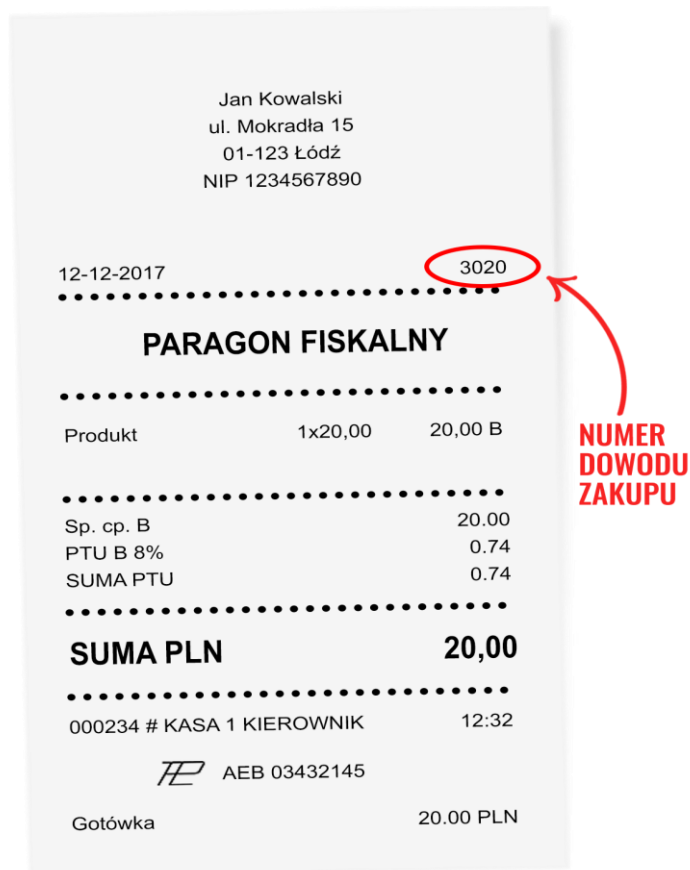 Jan Kowalski
ul. Mokradła 15
01-123 Łódź
NIP 1234567890
12-12-2017 3020
PARAGON FISKALNY
Produkt 1x20,00 20,00 B
Sp. cp. B 20.00
PTU B 8% 0.74
SUMA PTU 0.74
SUMA PLN 20,00
000234 # KASA 1 KIEROWNIK 12:32
AEB 03432145
Gotówka 20.00 PLN
NUMER
DOWODU
ZAKUPU